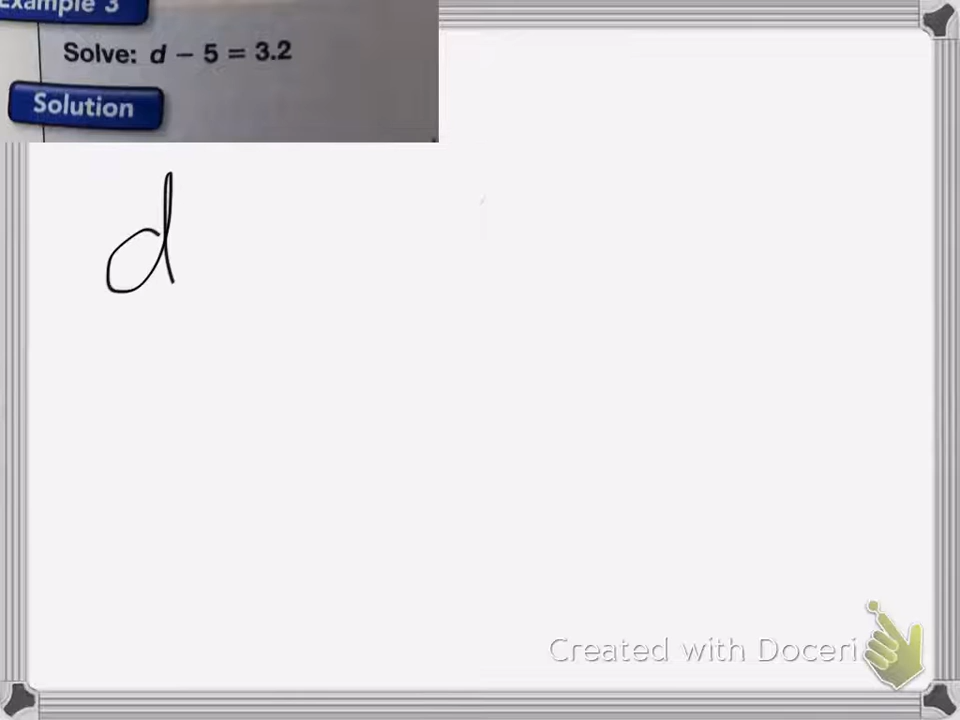 Example 3
Solve: d − 5 = 3.2
Solution
d
Created with Doceri